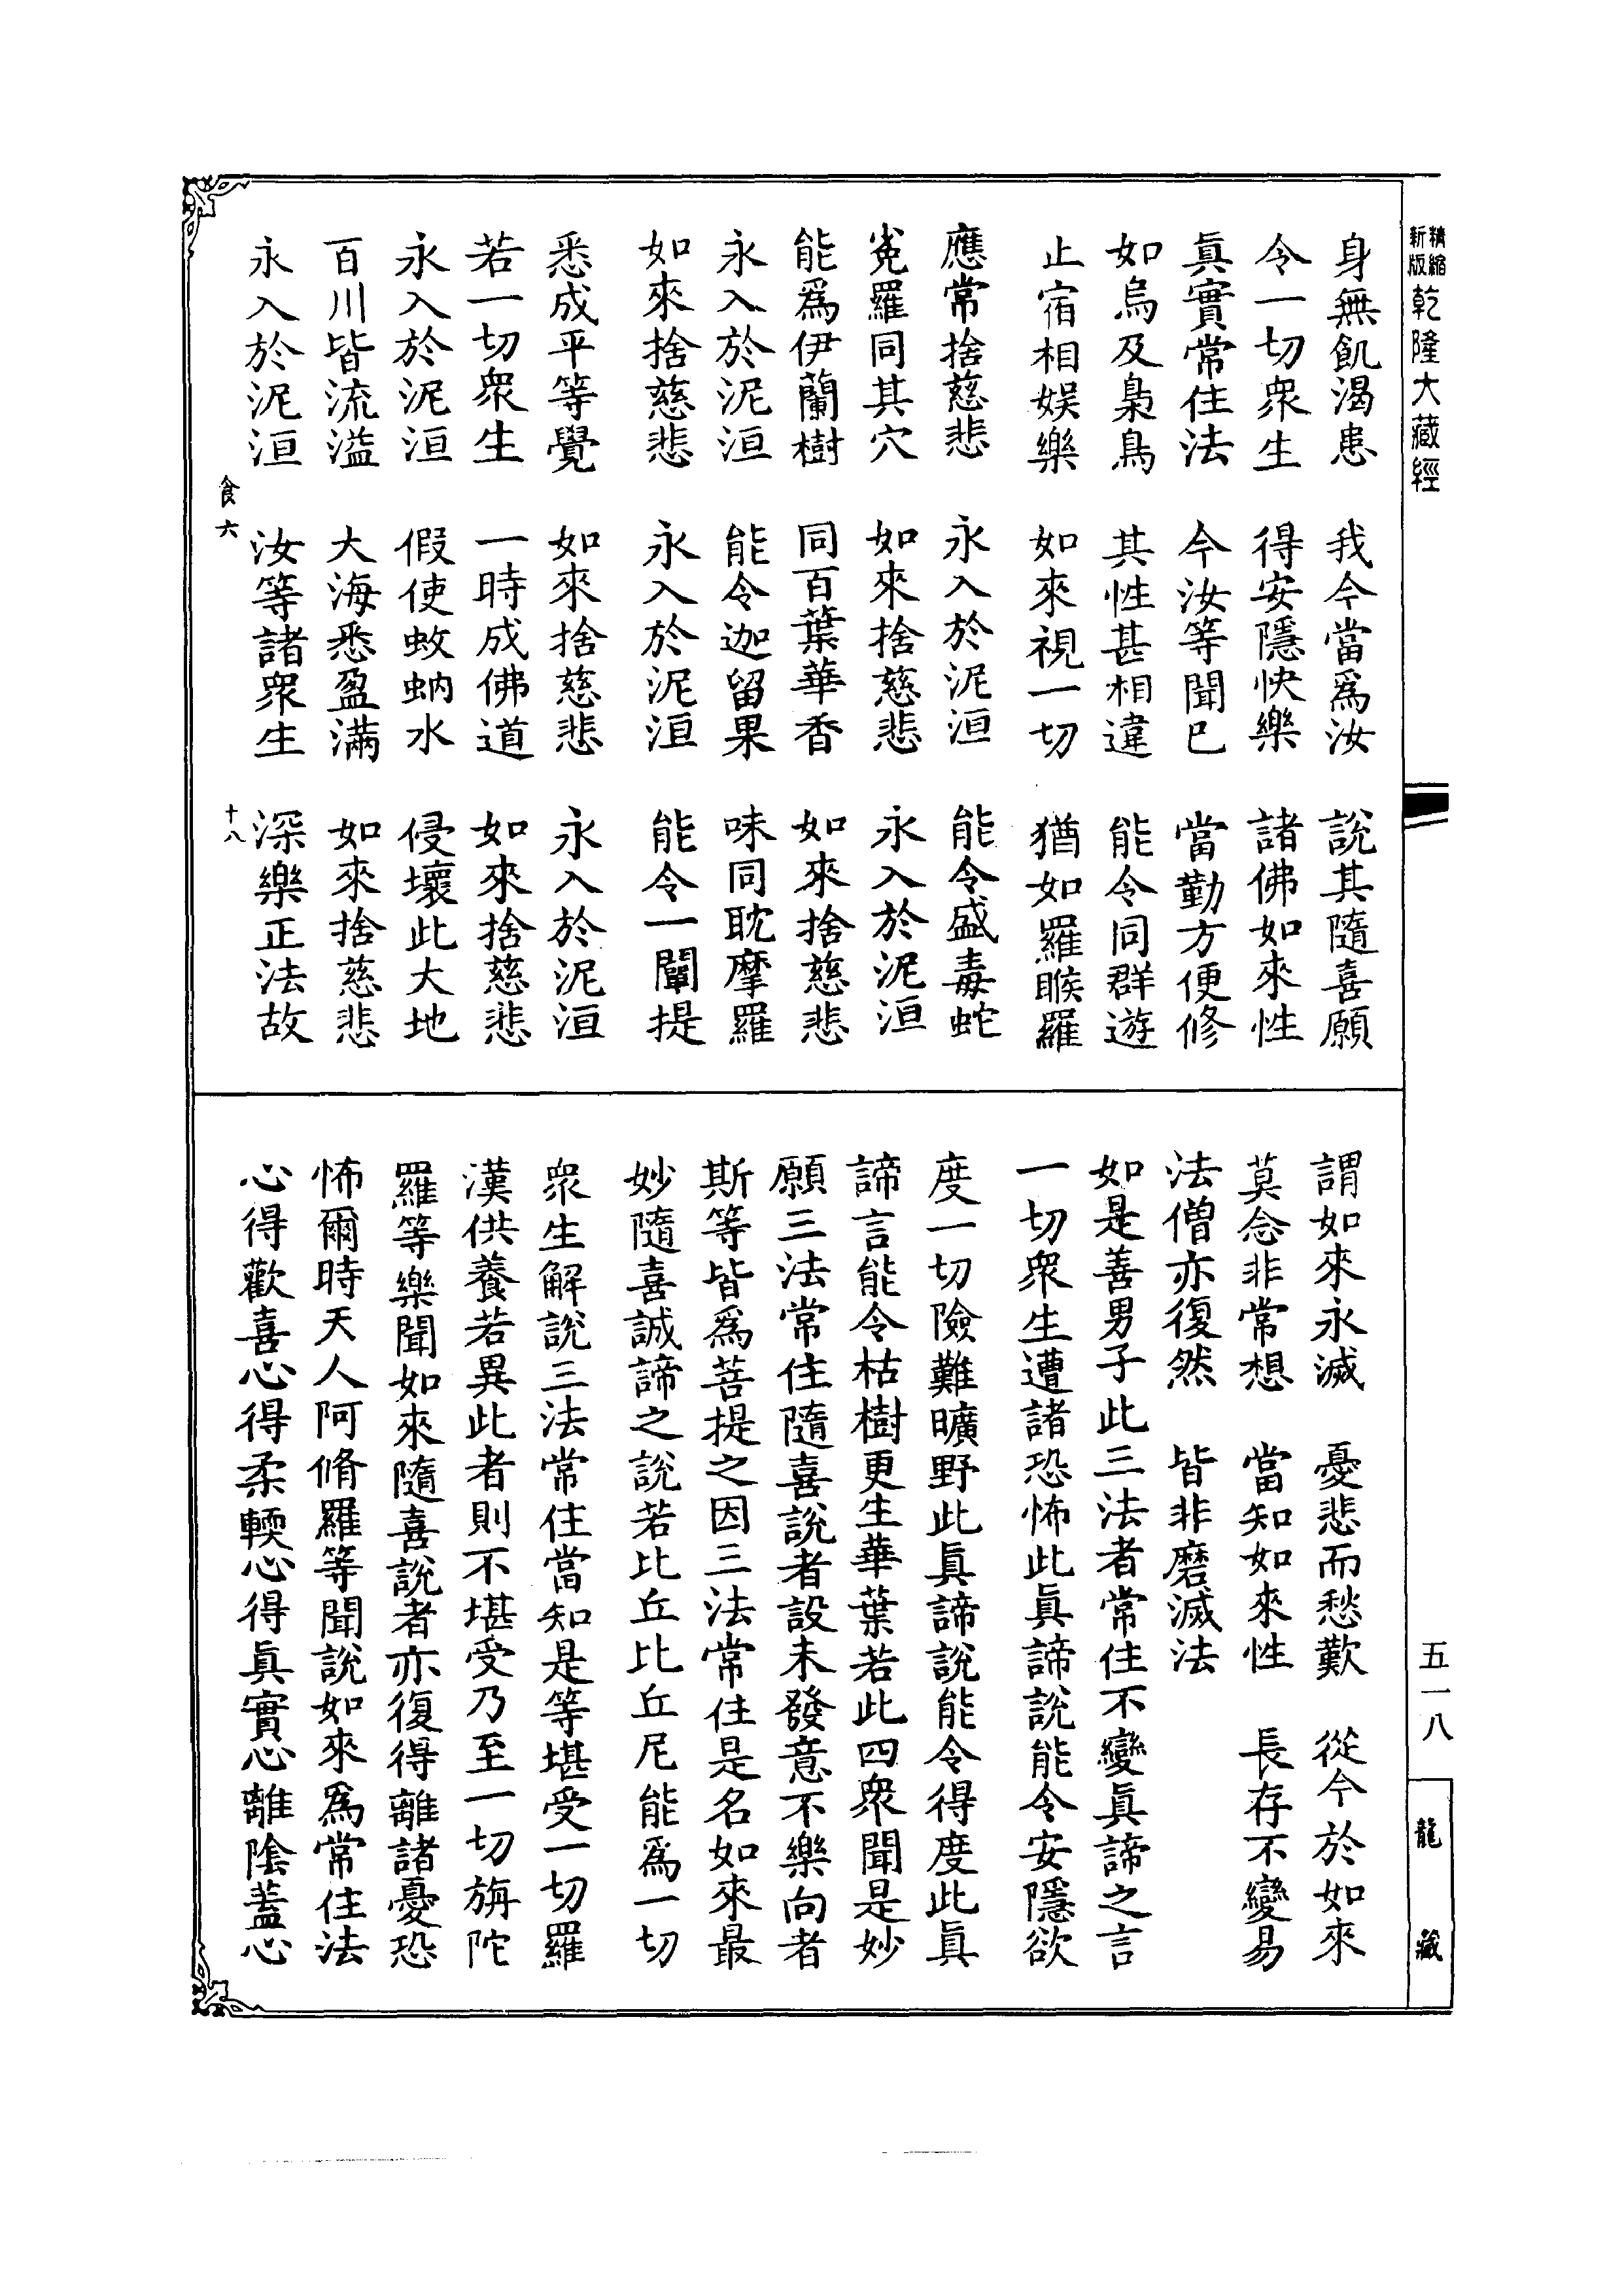 精縮新版乾隆大藏經
身無飢渴患　我今當爲汝　說其隨喜願
令一切衆生　得安隱快樂　諸佛如來性
真實常住法　今汝等聞已　當勤方便修
如烏及梟鳥　其性甚相違　能令同群遊
止宿相娛樂　如來視一切　猶如羅睺羅
應常捨慈悲　永入於泥洹　能令盛毒蛇
㲋羅同其穴　如來捨慈悲　永入於泥洹
能爲伊蘭樹　同百葉華香　如來捨慈悲
永入於泥洹　能令迦留果　味同耽摩羅
如來捨慈悲　永入於泥洹　能令一闡提
悉成平等覺　如來捨慈悲　永入於泥洹
若一切衆生　一時成佛道　如來捨慈悲
永入於泥洹　假使蚊蚋水　侵壞此大地
百川皆流溢　大海悉盈滿　如來捨慈悲
永入於泥洹　汝等諸衆生　深樂正法故
食六　十八
謂如來永滅　憂悲而愁歎　從今於如來
莫念非常想　當知如來性　長存不變易
法僧亦復然　皆非磨滅法
如是善男子此三法者常住不變真諦之言
一切衆生遭諸恐怖此真諦說能令安隱欲
度一切險難曠野此真諦說能令得度此真
諦言能令枯樹更生華葉若此四衆聞是妙
願三法常住隨喜說者設未發意不樂向者
斯等皆爲菩提之因三法常住是名如來最
妙隨喜誠諦之說若比丘比丘尼能爲一切
衆生解說三法常住當知是等堪受一切羅
漢供養若異此者則不堪受乃至一切旃陀
羅等樂聞如來隨喜說者亦復得離諸憂恐
怖爾時天人阿脩羅等聞說如來爲常住法
心得歡喜心得柔輭心得真實心離陰蓋心
五一八
龍藏